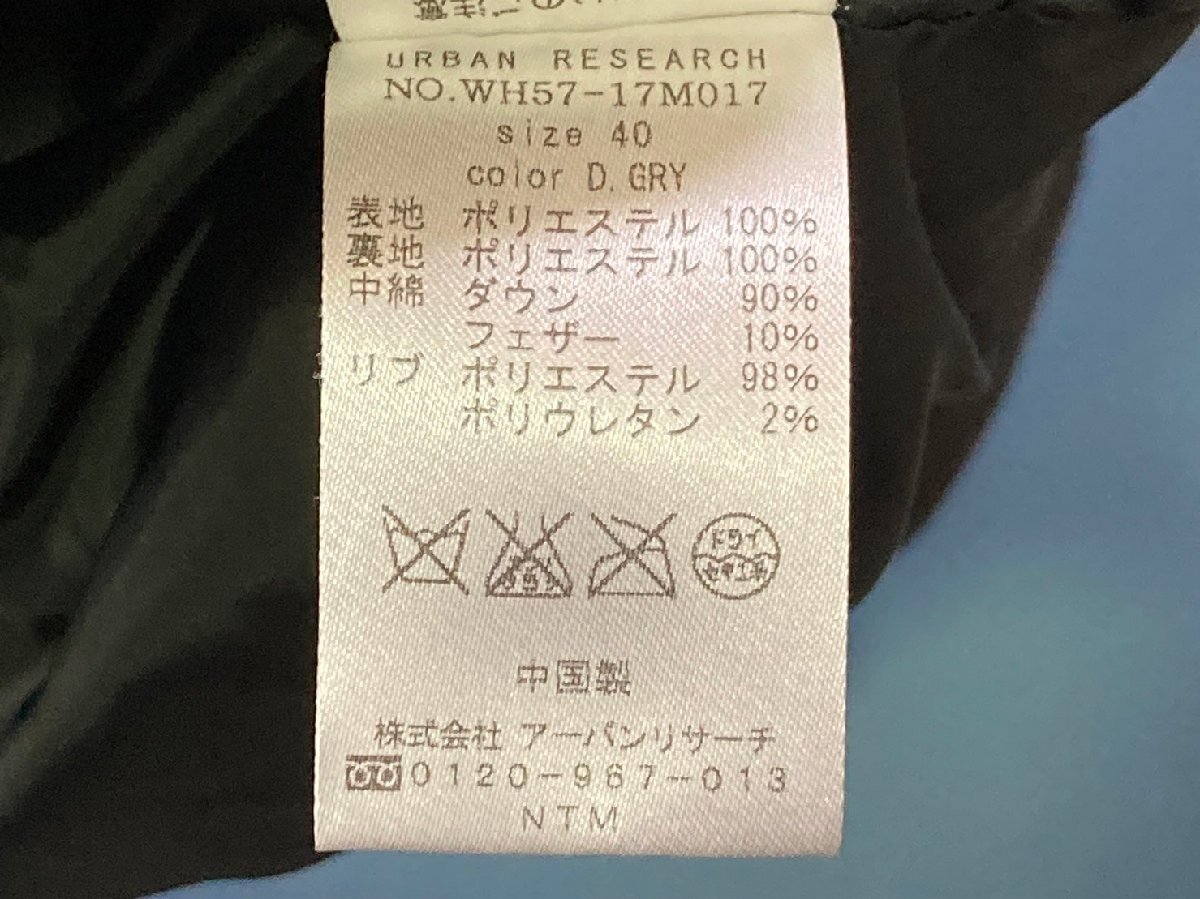 URBAN RESEARCH
NO.WH57-17M017
size 40
color D.GRY
表地 ポリエステル 100%
裏地 ポリエステル 100%
中綿 ダウン 90%
フェザー 10%
リブ ポリエステル 98%
ポリウレタン 2%
ドライ
セキユ系
中国製
株式会社 アーバンリサーチ
0120-967-013
NTM